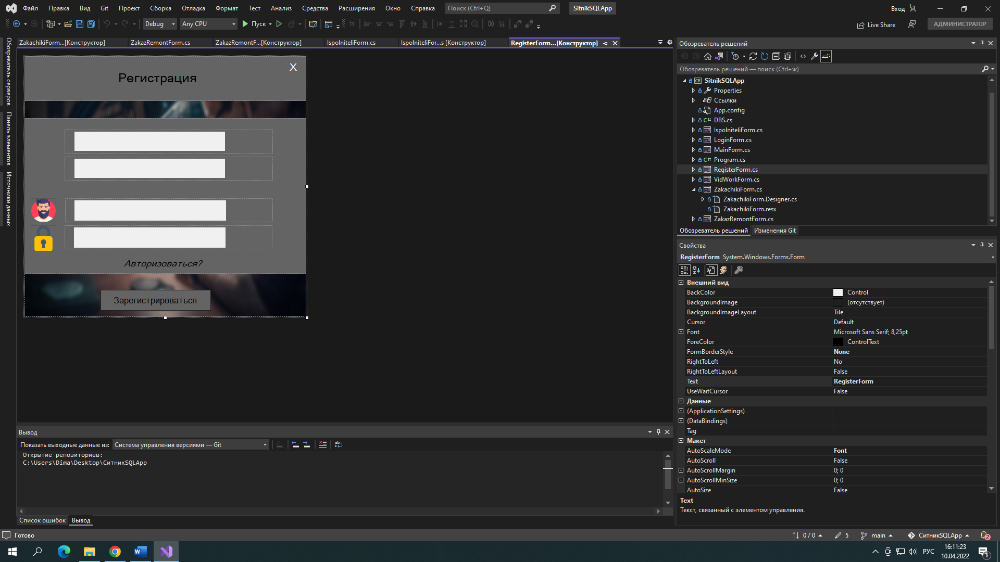 Файл Правка Вид Git Проект Сборка Отладка Формат Тест Анализ Средства Расширения Окно Справка Поиск (Ctrl+Q) SitnikSQLApp Вход
Debug Any CPU Пуск Live Share АДМИНИСТРАТОР
Обозреватель серверов
Панель элементов
Источники данных
ZakachikiForm...[Конструктор] ZakazRemontForm.cs ZakazRemontF...[Конструктор] IspolniteliForm.cs IspolniteliFor...s [Конструктор] RegisterForm...[Конструктор]
X
Регистрация
Авторизоваться?
Зарегистрироваться
Обозреватель решений
Обозреватель решений — поиск (Ctrl+ж)
SitnikSQLApp
Properties
Ссылки
App.config
DBS.cs
IspolniteliForm.cs
LoginForm.cs
MainForm.cs
Program.cs
RegisterForm.cs
VidWorkForm.cs
ZakachikiForm.cs
ZakachikiForm.Designer.cs
ZakachikiForm.resx
ZakazRemontForm.cs
Обозреватель решений Изменения Git
Свойства
RegisterForm System.Windows.Forms.Form
Внешний вид
BackColor Control
BackgroundImage (отсутствует)
BackgroundImageLayout Tile
Cursor Default
Font Microsoft Sans Serif; 8,25pt
ForeColor ControlText
FormBorderStyle None
RightToLeft No
RightToLeftLayout False
Text RegisterForm
UseWaitCursor False
Данные
(ApplicationSettings)
(DataBindings)
Tag
Макет
AutoScaleMode Font
AutoScroll False
AutoScrollMargin 0; 0
AutoScrollMinSize 0; 0
AutoSize False
Text
Текст, связанный с элементом управления.
Вывод
Показать выходные данные из: Система управления версиями — Git
Открытие репозиториев:
C:\Users\Dima\Desktop\СитникSQLApp
Список ошибок Вывод
Готово 0 / 0 5 main СитникSQLApp 2
РУС 16:11:23
10.04.2022 1